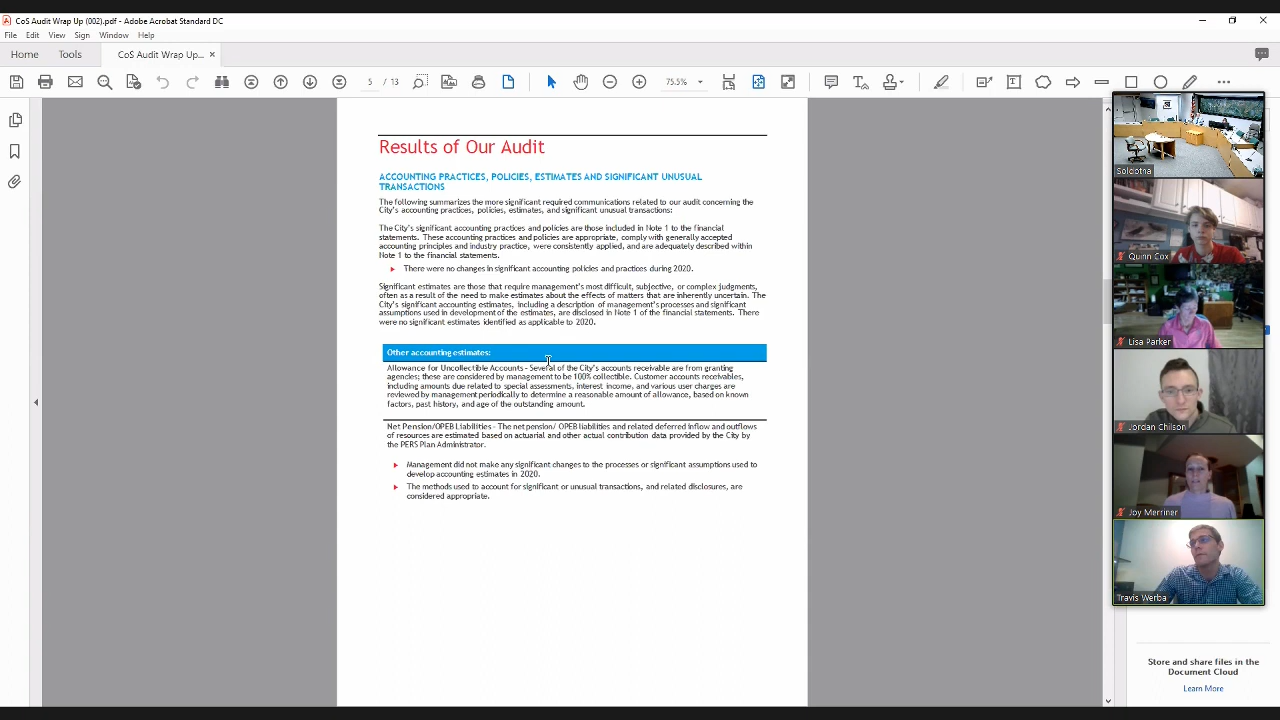 CoS Audit Wrap Up (002).pdf - Adobe Acrobat Standard DC
File Edit View Sign Window Help
Home Tools CoS Audit Wrap Up... ×
5 / 13 75.5%
Results of Our Audit
ACCOUNTING PRACTICES, POLICIES, ESTIMATES AND SIGNIFICANT UNUSUAL
TRANSACTIONS
The following summarizes the more significant required communications related to our audit concerning the
City's accounting practices, policies, estimates, and significant unusual transactions:
The City's significant accounting practices and policies are those included in Note 1 to the financial
statements. These accounting practices and policies are appropriate, comply with generally accepted
accounting principles and industry practice, were consistently applied, and are adequately described within
Note 1 to the financial statements.
There were no changes in significant accounting policies and practices during 2020.
Significant estimates are those that require management's most difficult, subjective, or complex judgments,
often as a result of the need to make estimates about the effects of matters that are inherently uncertain. The
City's significant accounting estimates, including a description of management's processes and significant
assumptions used in development of the estimates, are disclosed in Note 1 of the financial statements. There
were no significant estimates identified as applicable to 2020.
Other accounting estimates:
Allowance for Uncollectible Accounts - Several of the City's accounts receivable are from granting
agencies; these are considered by management to be 100% collectible. Customer accounts receivables,
including amounts due related to special assessments, interest income, and various user charges are
reviewed by management periodically to determine a reasonable amount of allowance, based on known
factors, past history, and age of the outstanding amount.
Net Pension/OPEB Liabilities - The net pension/ OPEB liabilities and related deferred inflow and outflows
of resources are estimated based on actuarial and other actual contribution data provided by the City by
the PERS Plan Administrator.
Management did not make any significant changes to the processes or significant assumptions used to
develop accounting estimates in 2020.
The methods used to account for significant or unusual transactions, and related disclosures, are
considered appropriate.
Soldotna
Quinn Cox
Lisa Parker
Jordan Chilson
Joy Merriner
Travis Werba
Store and share files in the
Document Cloud
Learn More